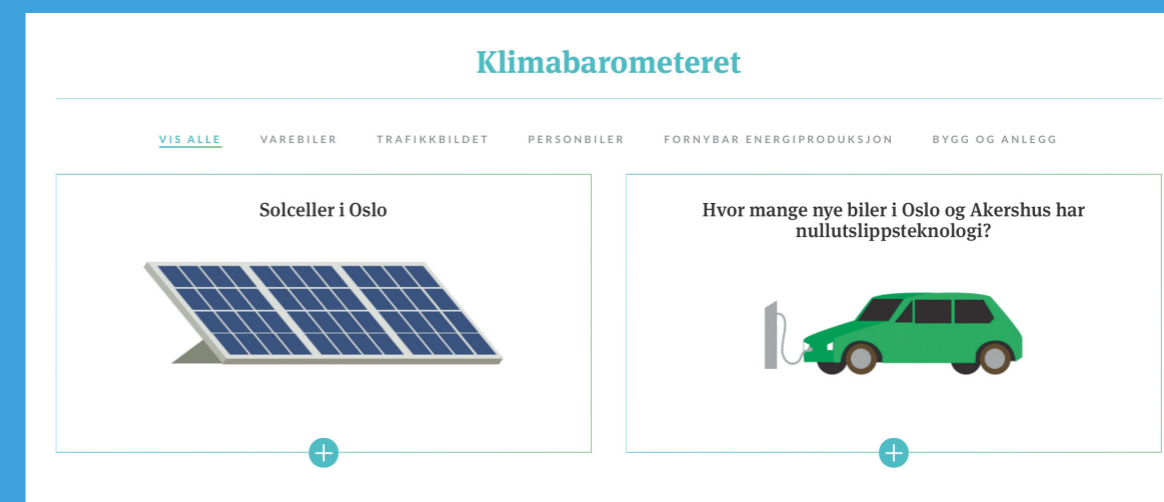 Klimabarometeret
VIS ALLE VAREBILER TRAFIKKBILDET PERSONBILER FORNYBAR ENERGIPRODUKSJON BYGG OG ANLEGG
Solceller i Oslo
Hvor mange nye biler i Oslo og Akershus har
nullutslippsteknologi?